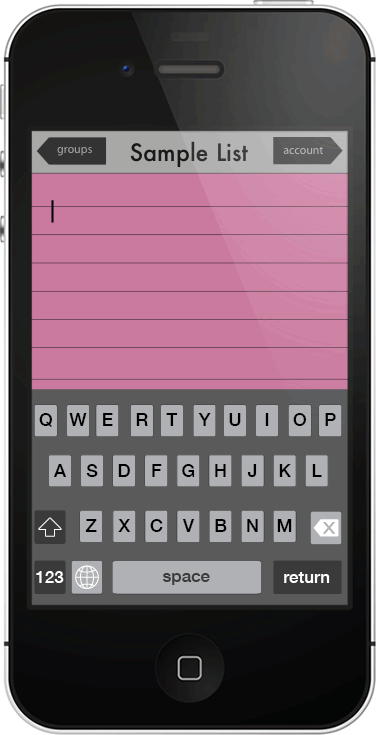 groups Sample List account
Q W E R T Y U I O P
A S D F G H J K L
Z X C V B N M
123 space return